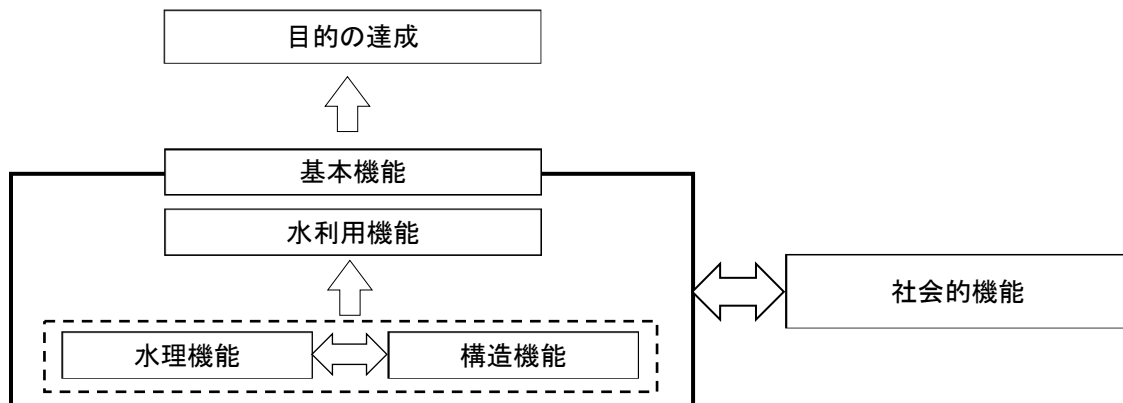 目的の達成
基本機能
水利用機能
社会的機能
水理機能
構造機能